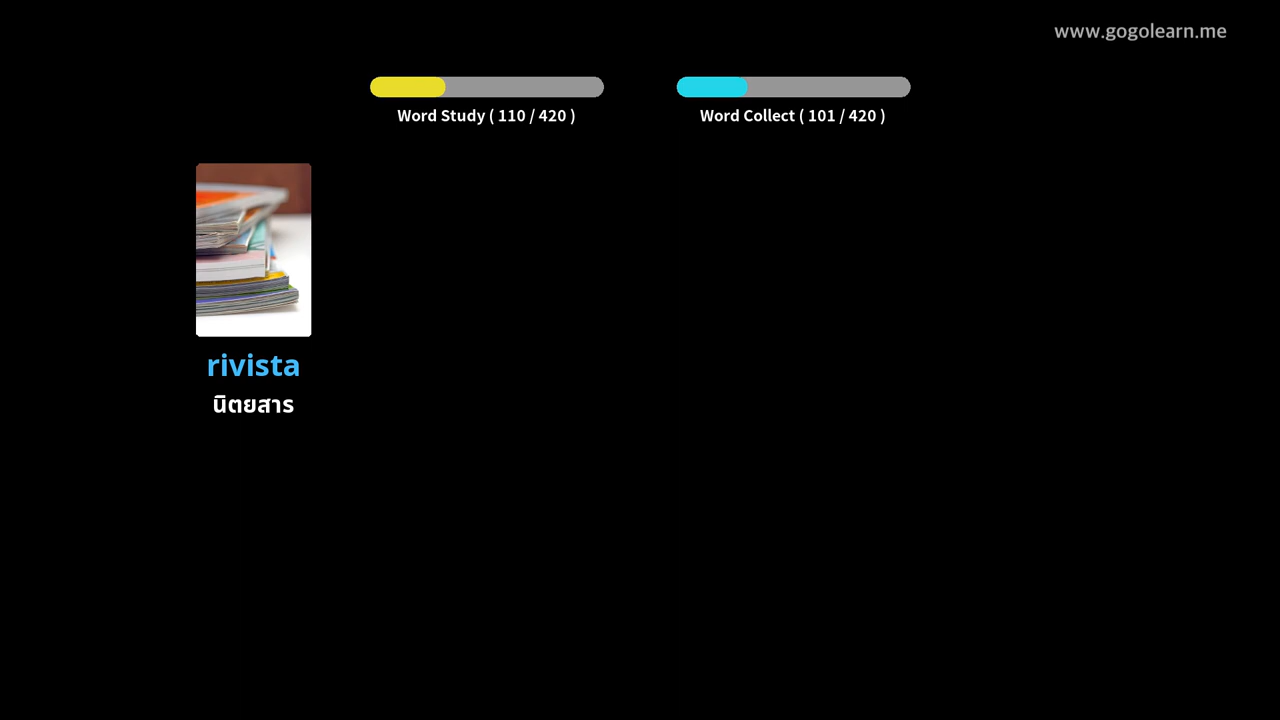 www.gogolearn.me
Word Study ( 110 / 420 )
Word Collect ( 101 / 420 )
rivista
นิตยสาร